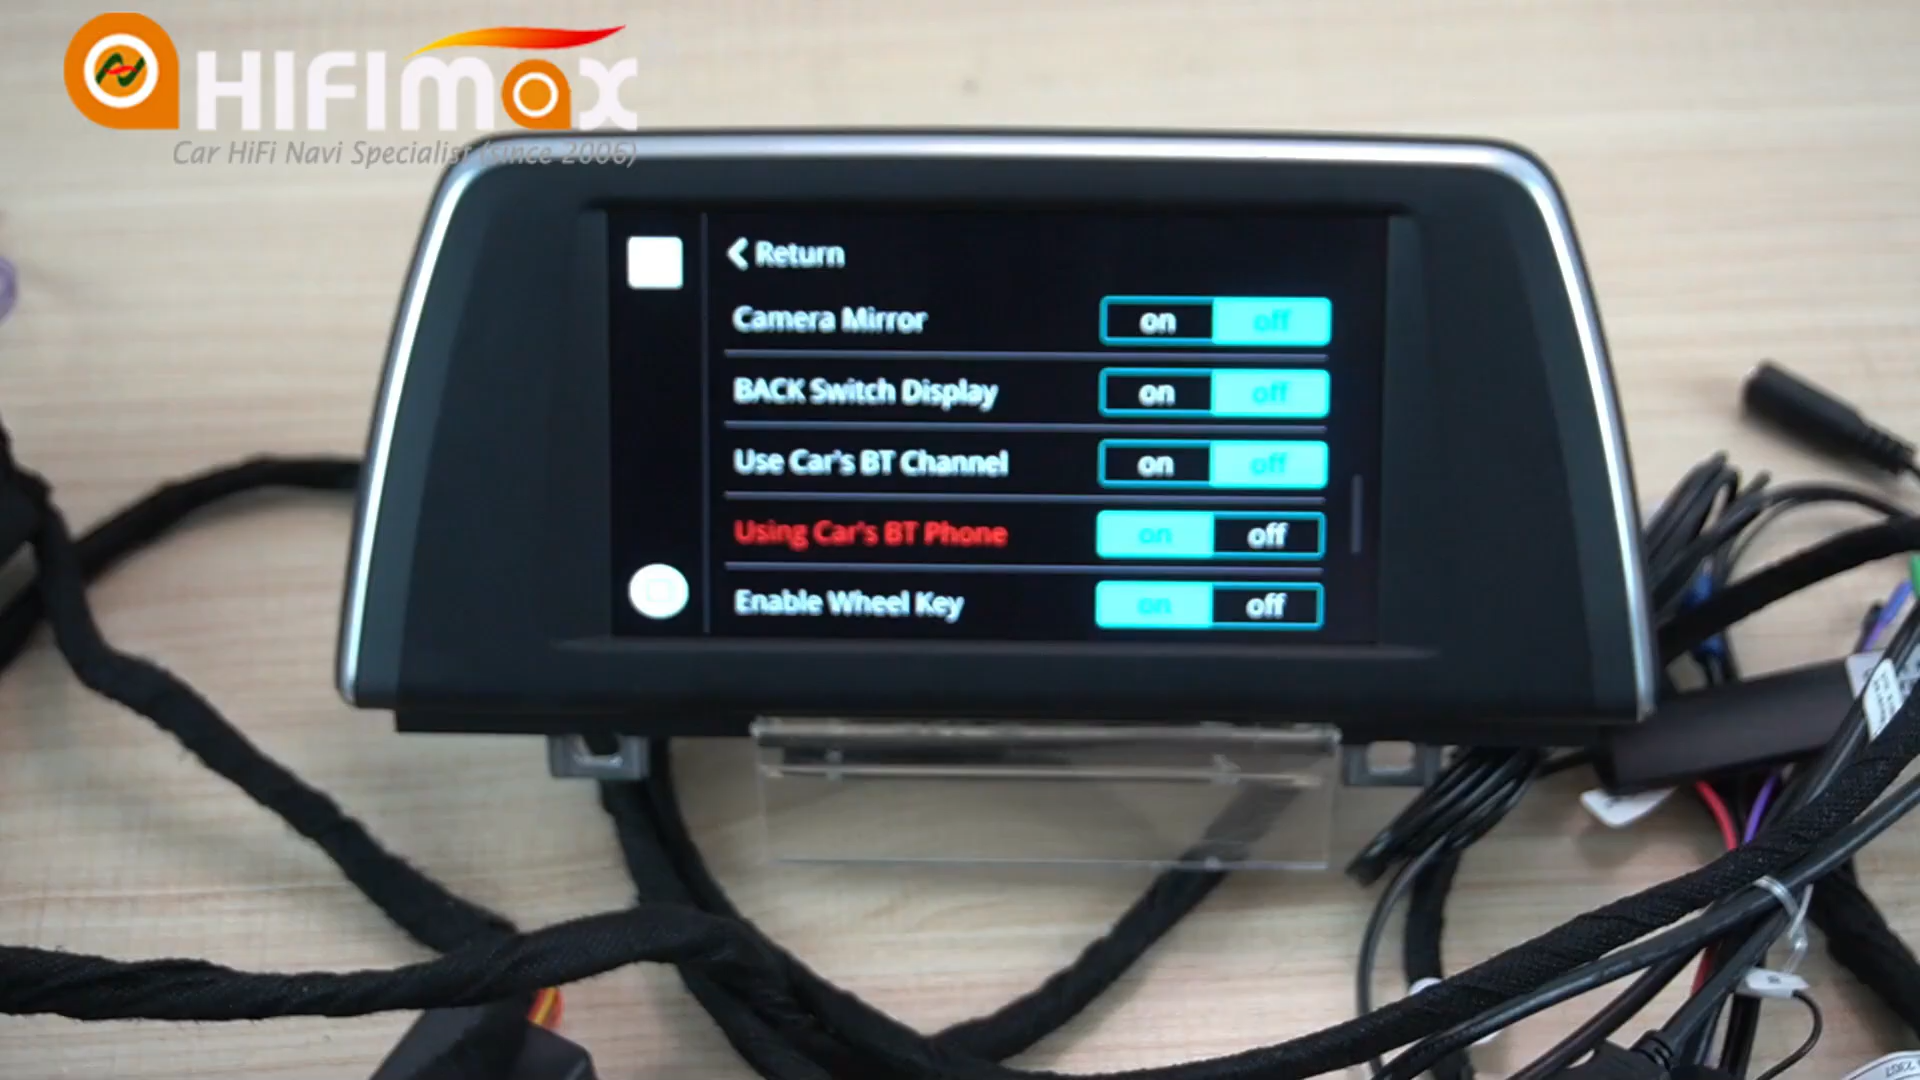 HIFIMAX
Car HiFi Navi Specialist (since 2006)
Return
Camera Mirror on off
BACK Switch Display on off
Use Car's BT Channel on off
Using Car's BT Phone on off
Enable Wheel Key on off